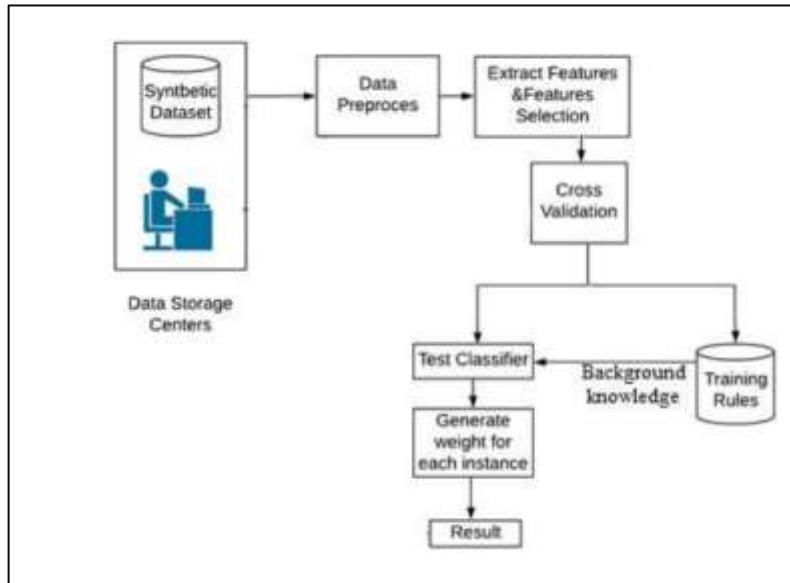 Syntbetic
Dataset
Data Storage
Centers
Data
Preproces
Extract Features
&Features
Selection
Cross
Validation
Test Classifier
Background
knowledge
Training
Rules
Generate
weight for
each instance
Result